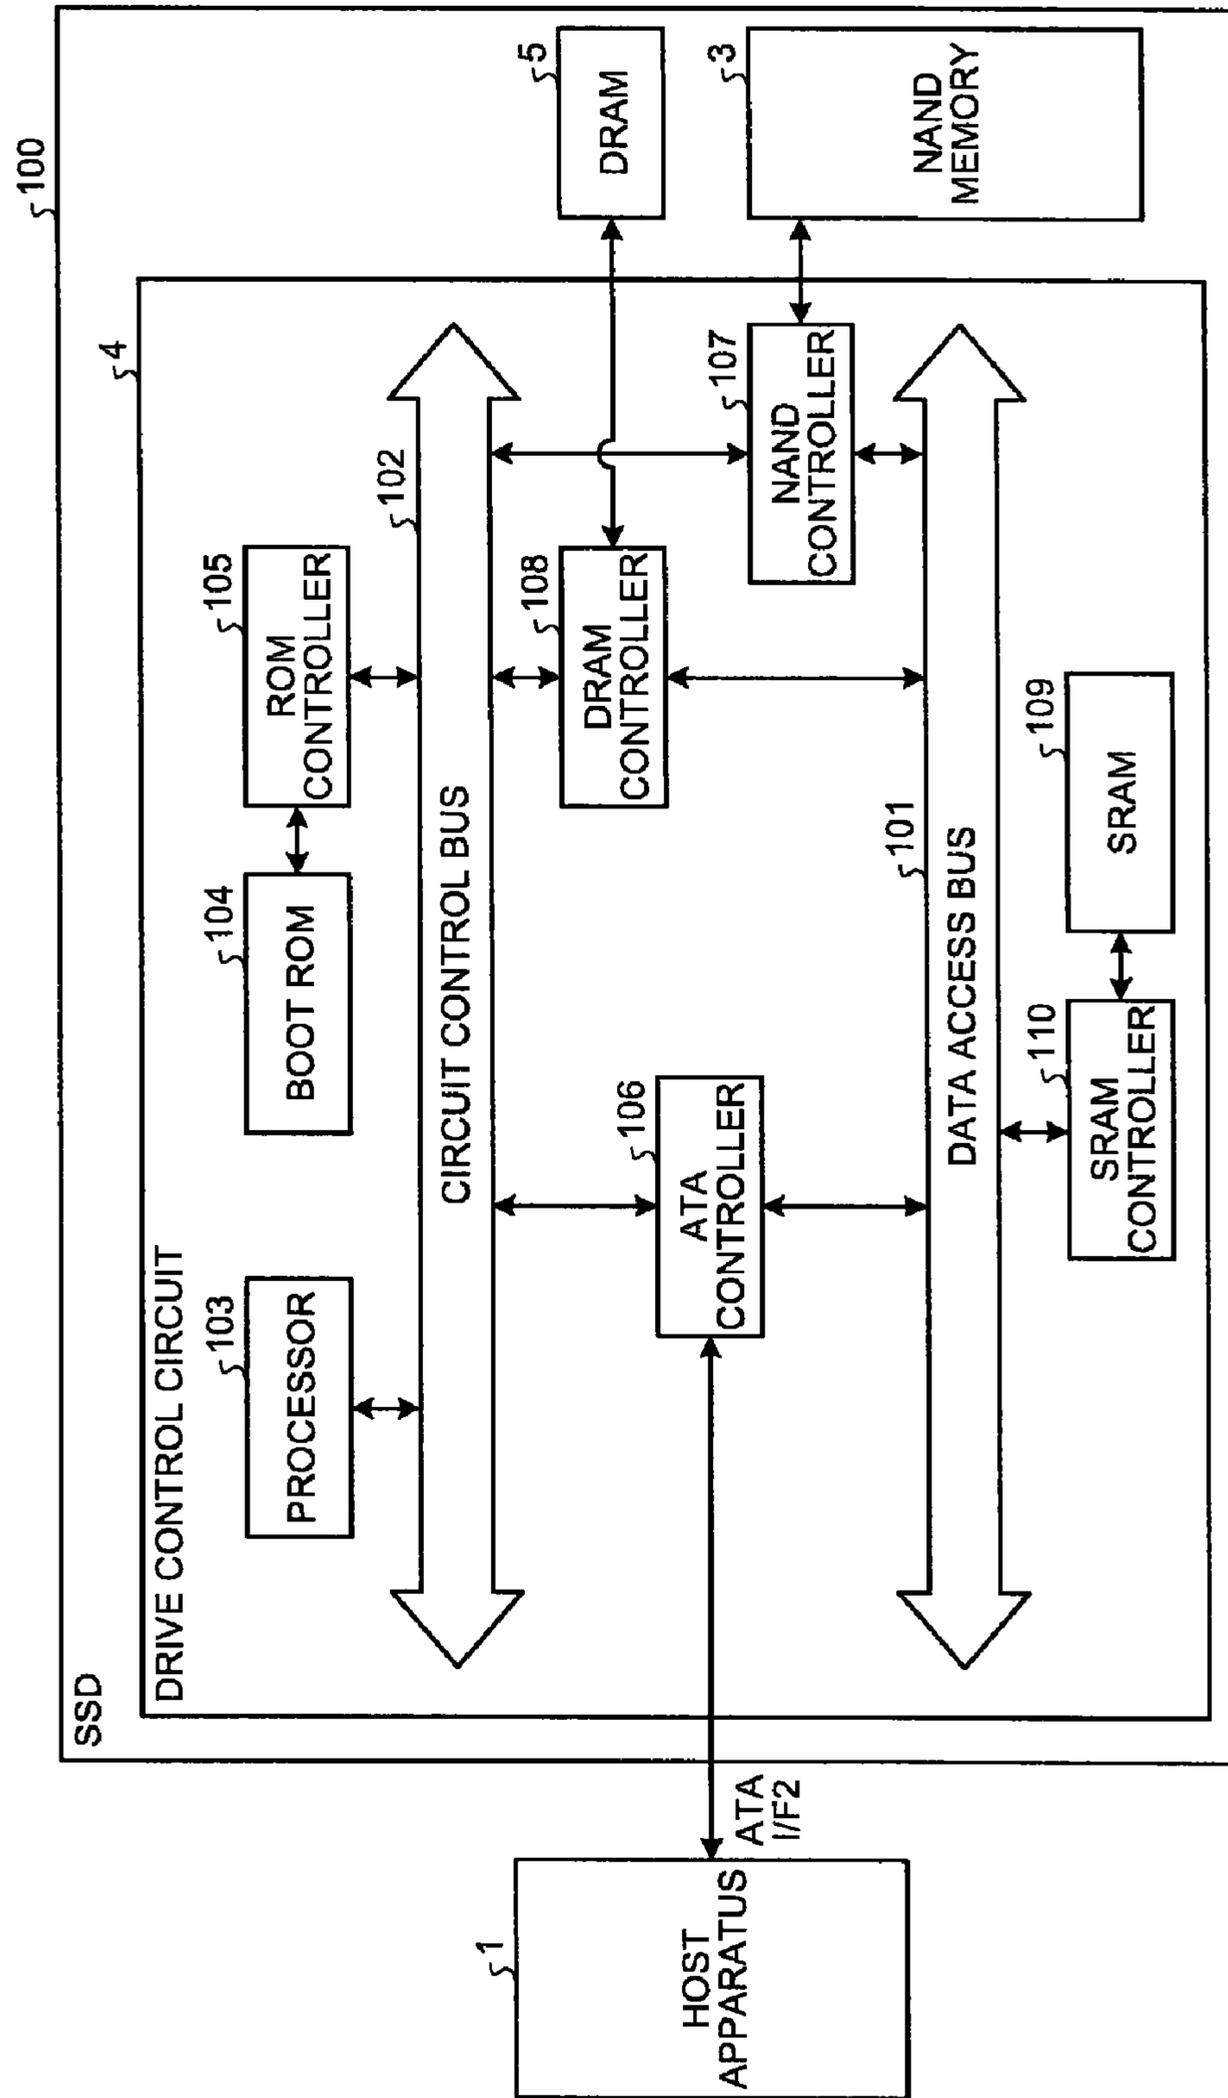 100
SSD
4
DRIVE CONTROL CIRCUIT
103
PROCESSOR
104
BOOT ROM
105
ROM
CONTROLLER
102
CIRCUIT CONTROL BUS
5
DRAM
108
DRAM
CONTROLLER
1
HOST
APPARATUS
ATA
I/F2
106
ATA
CONTROLLER
107
NAND
CONTROLLER
3
NAND
MEMORY
101
DATA ACCESS BUS
110
SRAM
CONTROLLER
109
SRAM